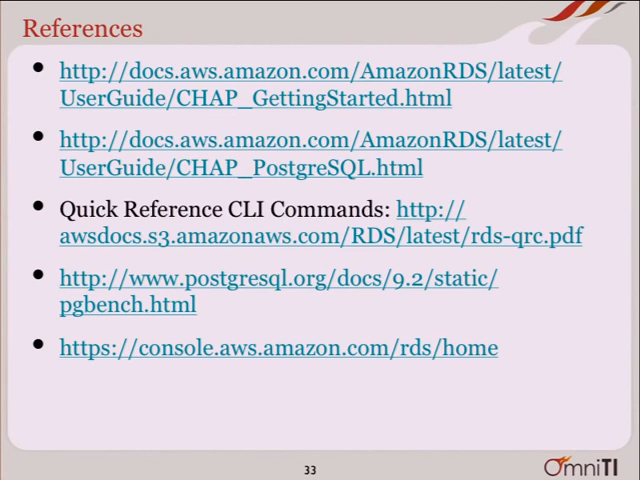 References
• http://docs.aws.amazon.com/AmazonRDS/latest/
UserGuide/CHAP_GettingStarted.html
• http://docs.aws.amazon.com/AmazonRDS/latest/
UserGuide/CHAP_PostgreSQL.html
• Quick Reference CLI Commands: http://
awsdocs.s3.amazonaws.com/RDS/latest/rds-qrc.pdf
• http://www.postgresql.org/docs/9.2/static/
pgbench.html
• https://console.aws.amazon.com/rds/home
33
OmniTI